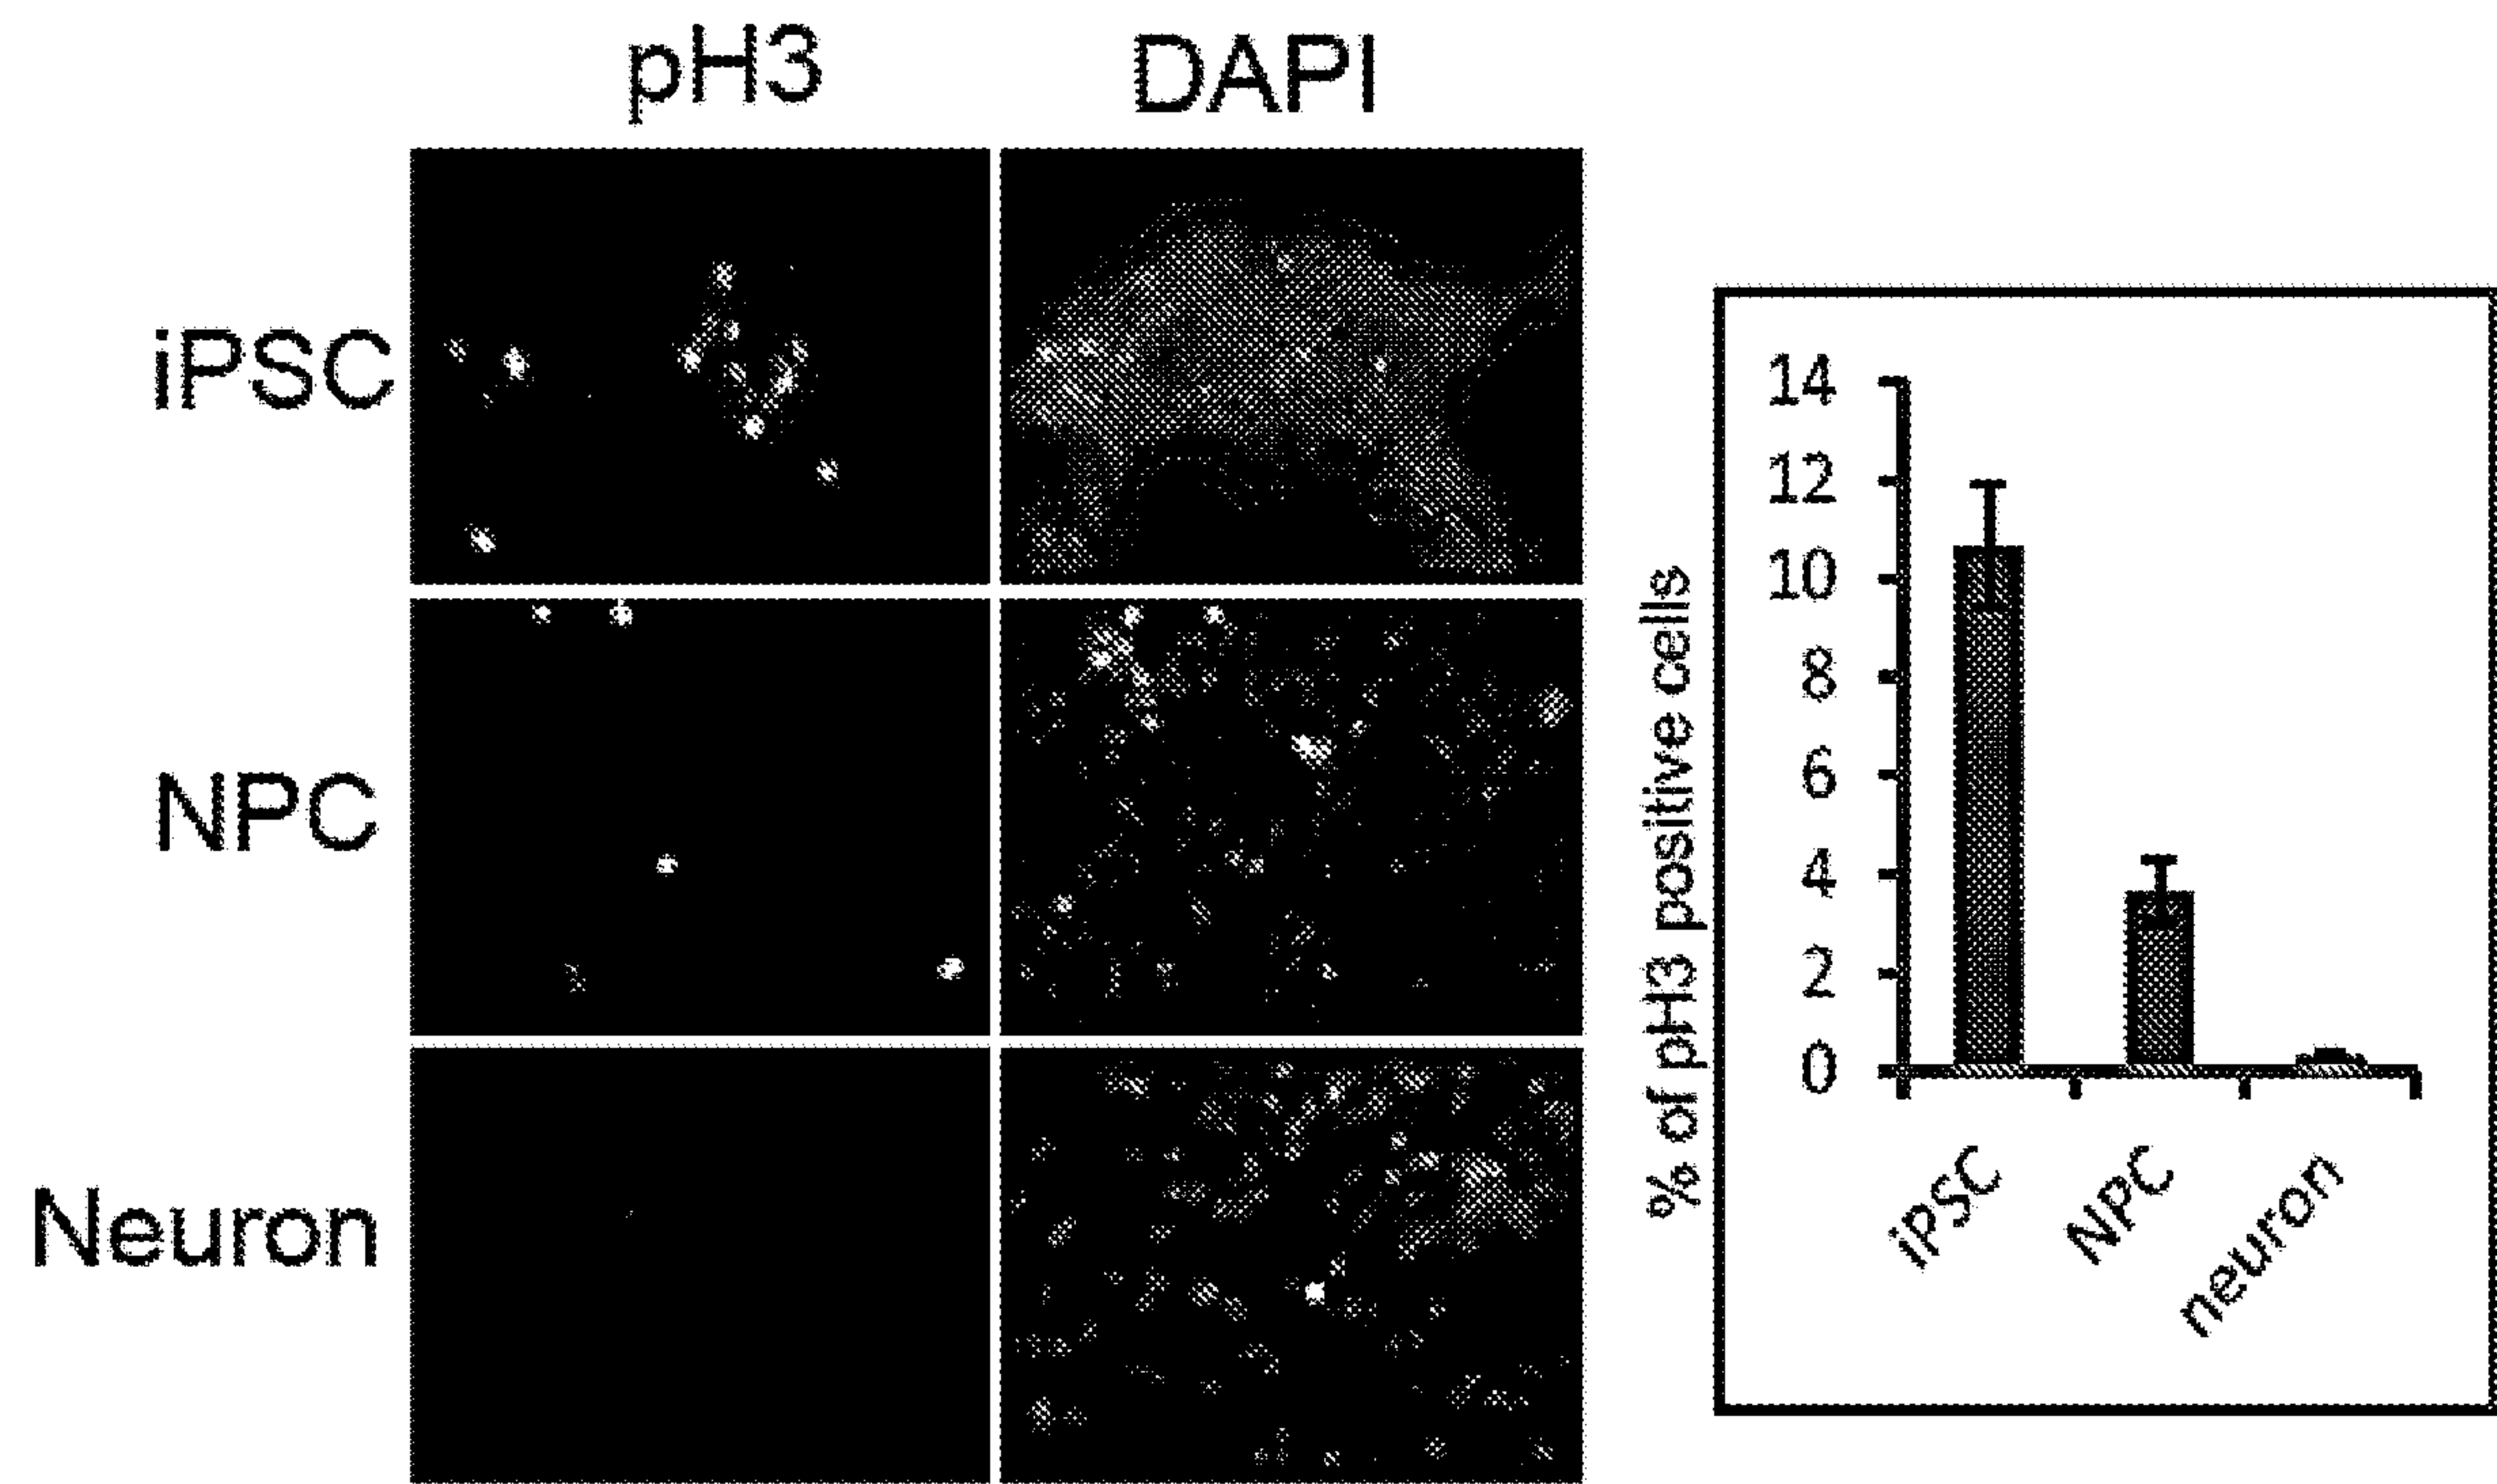 pH3 DAPI
iPSC
NPC
Neuron
% of pH3 positive cells
14
12
10
8
6
4
2
0
iPSC
NPC
neuron